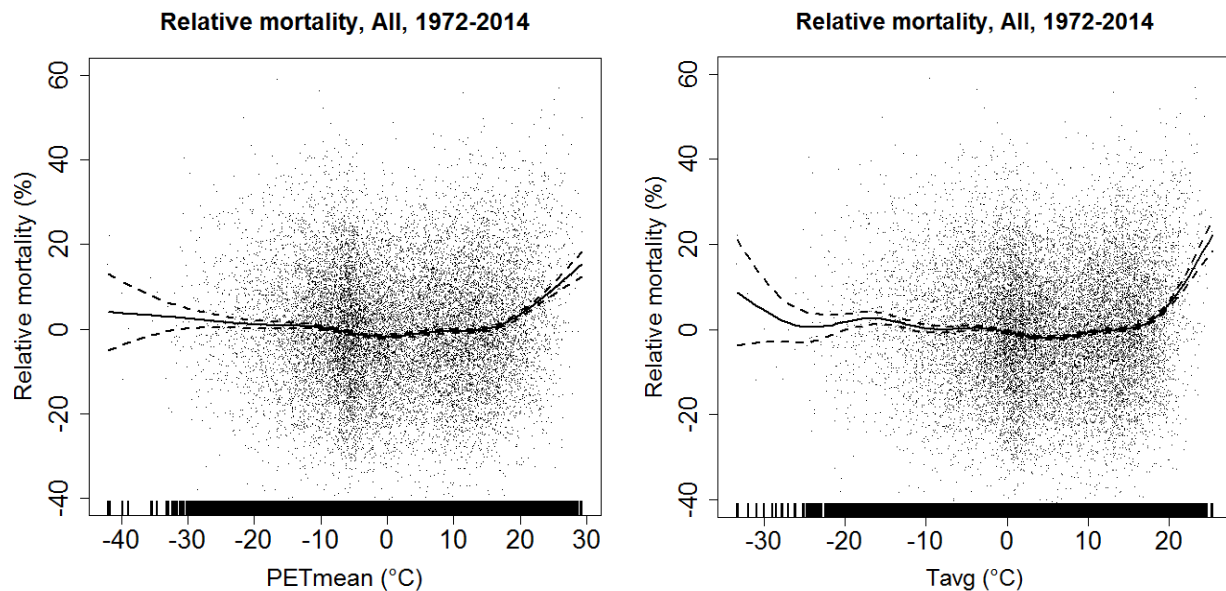 Relative mortality, All, 1972-2014
Relative mortality (%)
60
40
20
0
-20
-40
-40 -30 -20 -10 0 10 20 30
PETmean (°C)
Relative mortality, All, 1972-2014
Relative mortality (%)
60
40
20
0
-20
-40
-30 -20 -10 0 10 20
Tavg (°C)